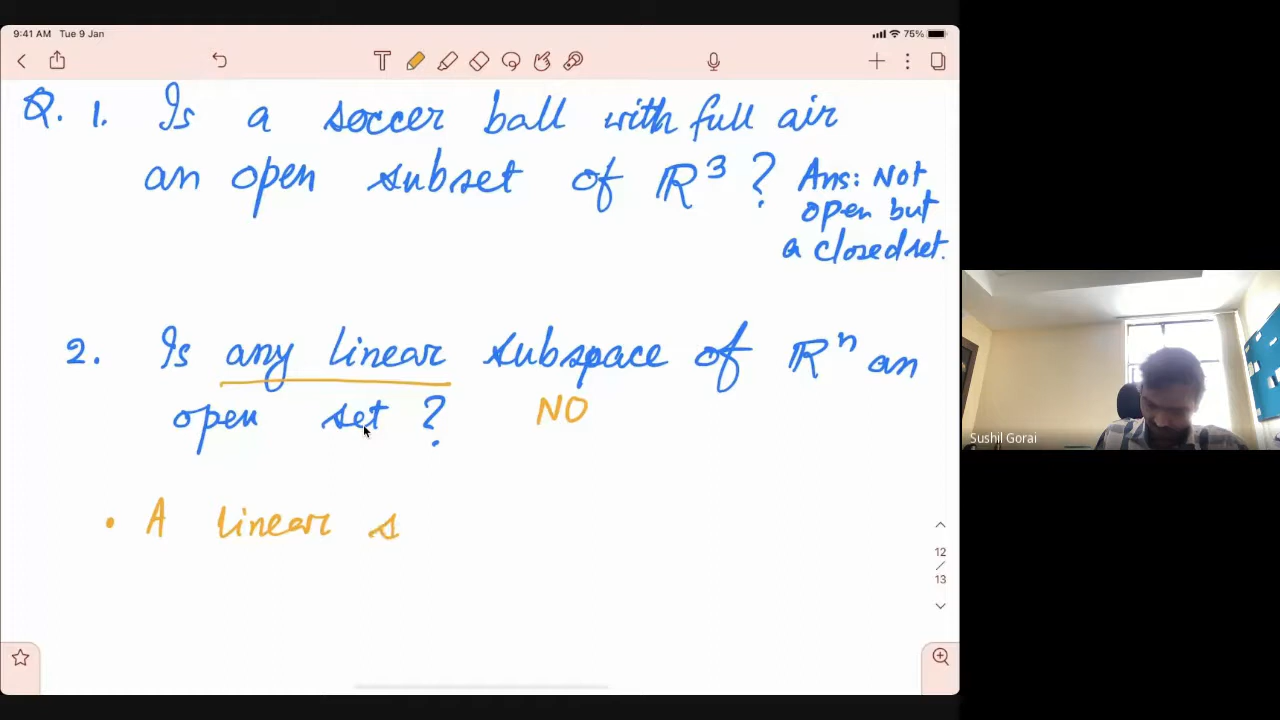 9:41 AM Tue 9 Jan
75%
T
Q. 1. Is a soccer ball with full air
an open subset of ℝ³ ? Ans: Not
open but
a closed set.
2. Is any linear subspace of ℝⁿ an
open set ? NO
• A linear s
12
/
13
Sushil Gorai